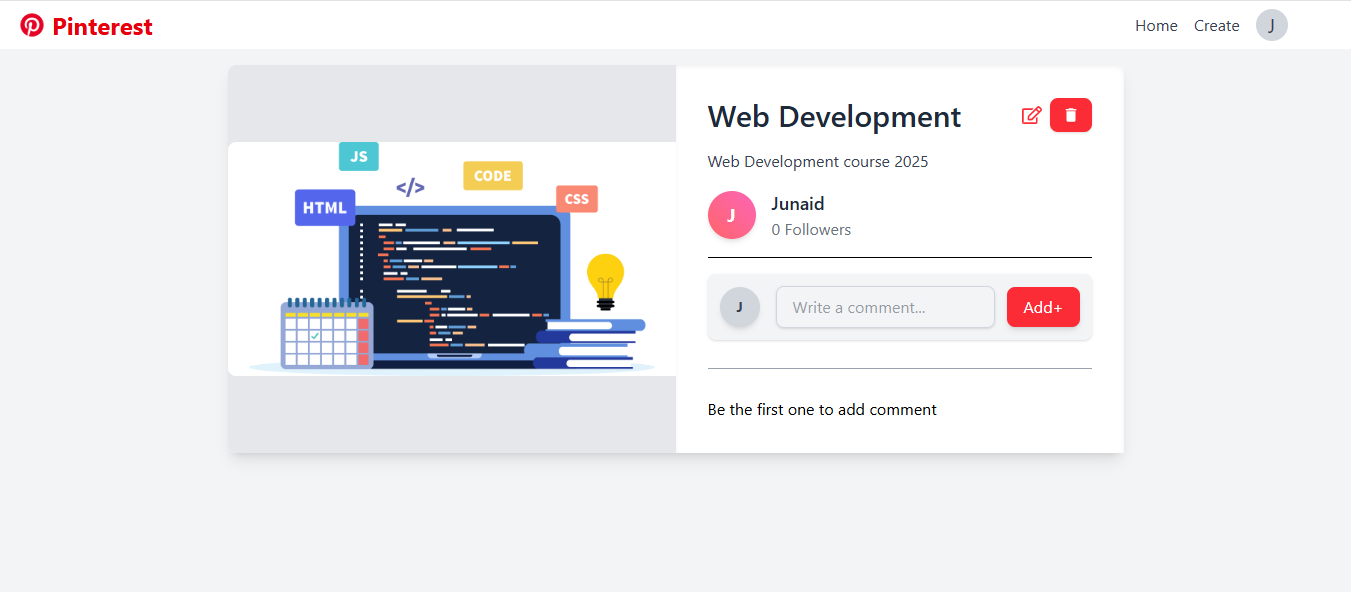 Pinterest
Home Create J
Web Development
Web Development course 2025
J
Junaid
0 Followers
J
Write a comment...
Add+
Be the first one to add comment
JS
</>
CODE
HTML
CSS